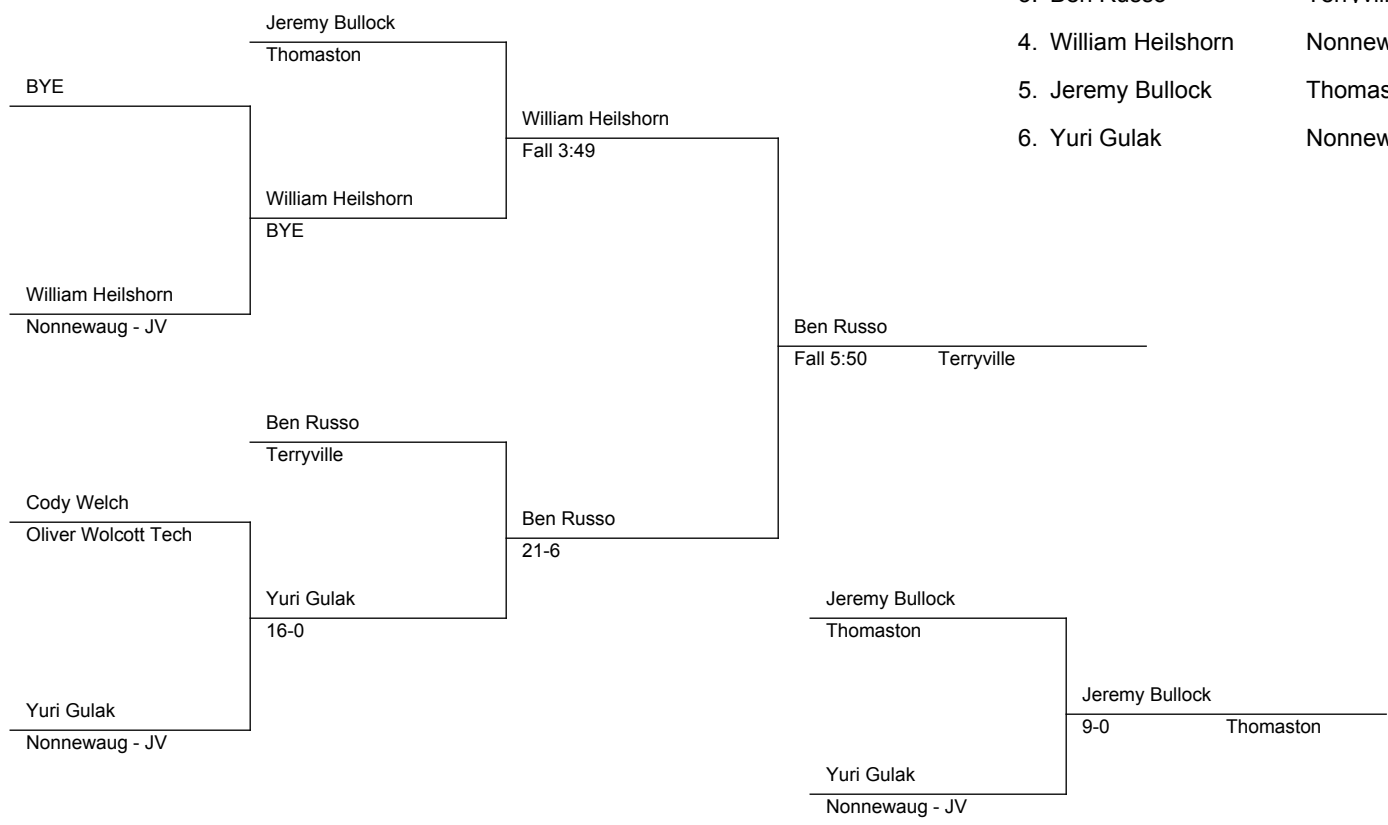 Jeremy Bullock
Thomaston
4. William Heilshorn
BYE
5. Jeremy Bullock
William Heilshorn
Fall 3:49
6. Yuri Gulak
William Heilshorn
BYE
William Heilshorn
Nonnewaug - JV
Ben Russo
Fall 5:50 Terryville
Ben Russo
Terryville
Cody Welch
Oliver Wolcott Tech
Ben Russo
21-6
Yuri Gulak
16-0
Jeremy Bullock
Thomaston
Yuri Gulak
Nonnewaug - JV
Jeremy Bullock
9-0 Thomaston
Yuri Gulak
Nonnewaug - JV